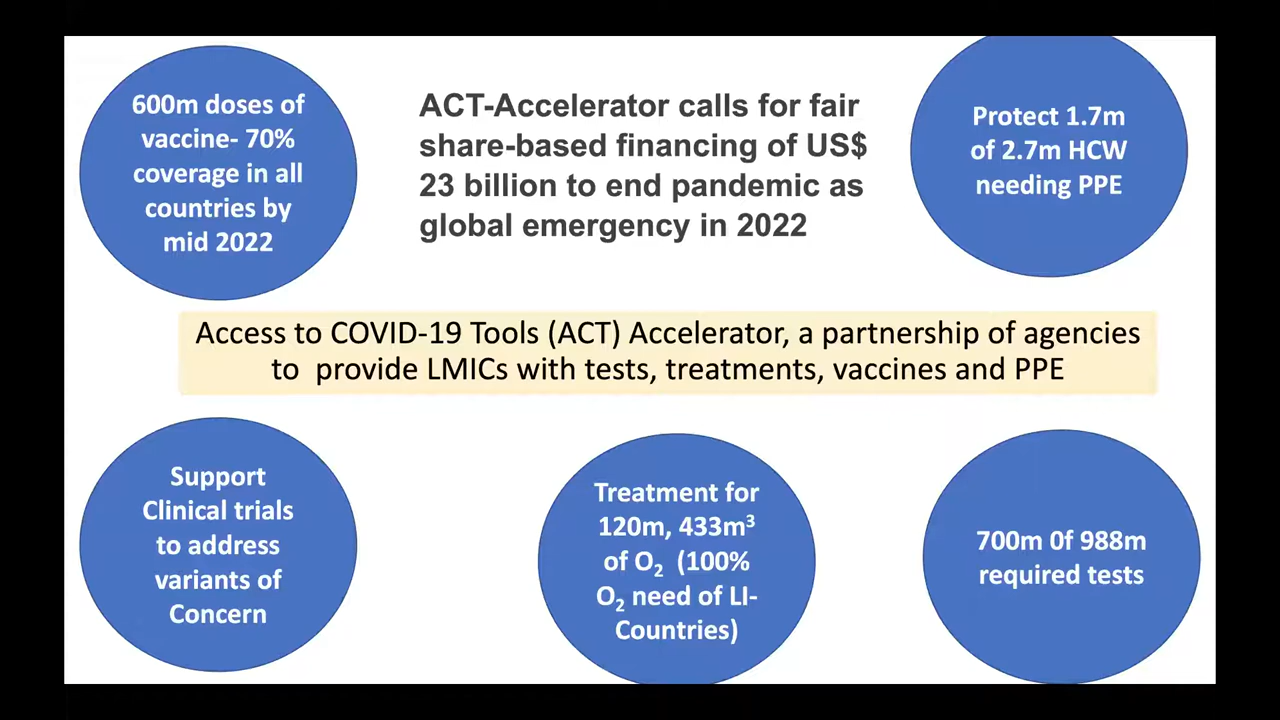 600m doses of
vaccine- 70%
coverage in all
countries by
mid 2022
ACT-Accelerator calls for fair
share-based financing of US$
23 billion to end pandemic as
global emergency in 2022
Protect 1.7m
of 2.7m HCW
needing PPE
Access to COVID-19 Tools (ACT) Accelerator, a partnership of agencies
to  provide LMICs with tests, treatments, vaccines and PPE
Support
Clinical trials
to address
variants of
Concern
Treatment for
120m, 433m³
of O₂  (100%
O₂ need of LI-
Countries)
700m 0f 988m
required tests